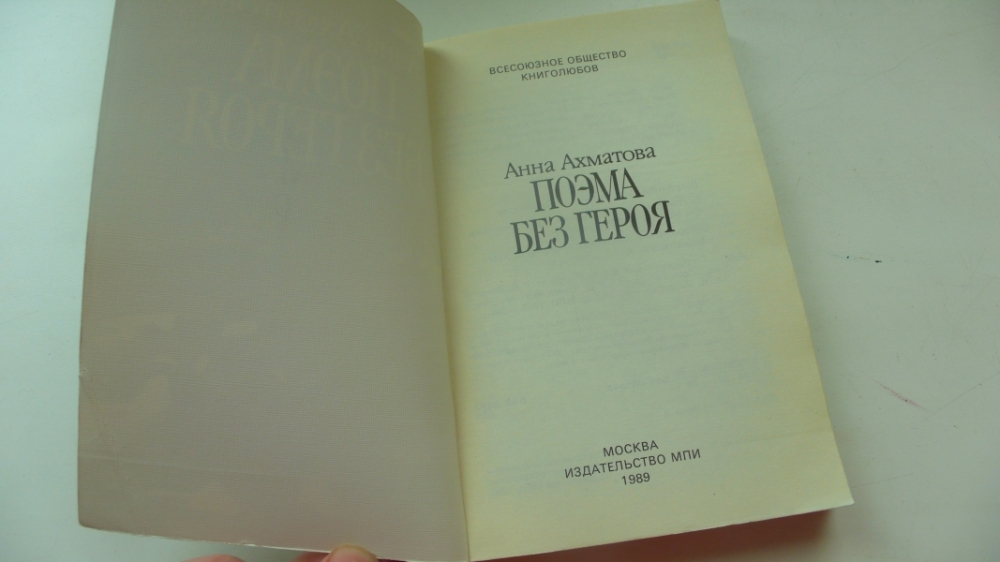 ВСЕСОЮЗНОЕ ОБЩЕСТВО
КНИГОЛЮБОВ
Анна Ахматова
ПОЭМА
БЕЗ ГЕРОЯ
МОСКВА
ИЗДАТЕЛЬСТВО МПИ
1989